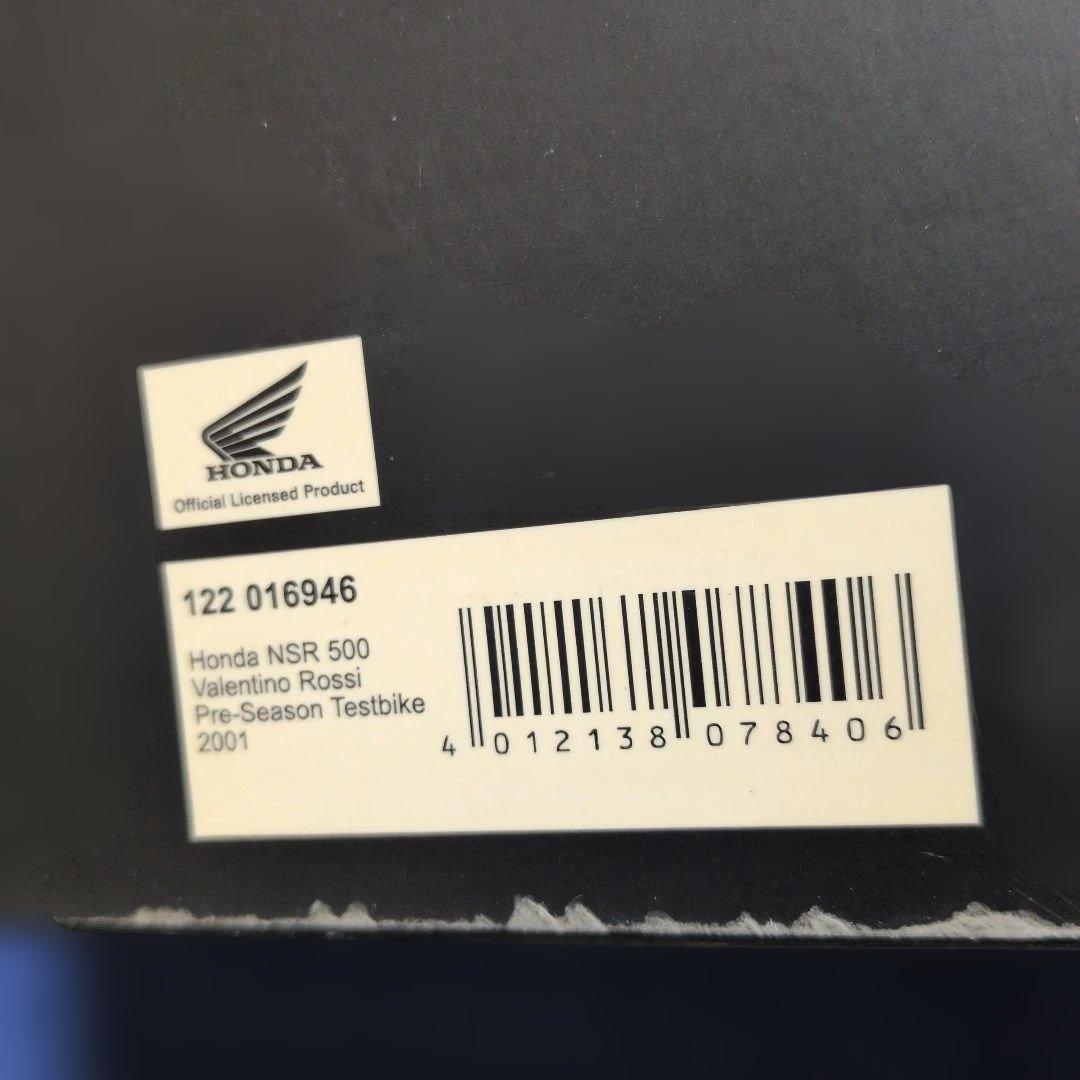 HONDA
Official Licensed Product
122 016946
Honda NSR 500
Valentino Rossi
Pre-Season Testbike
2001
4 012138 078406